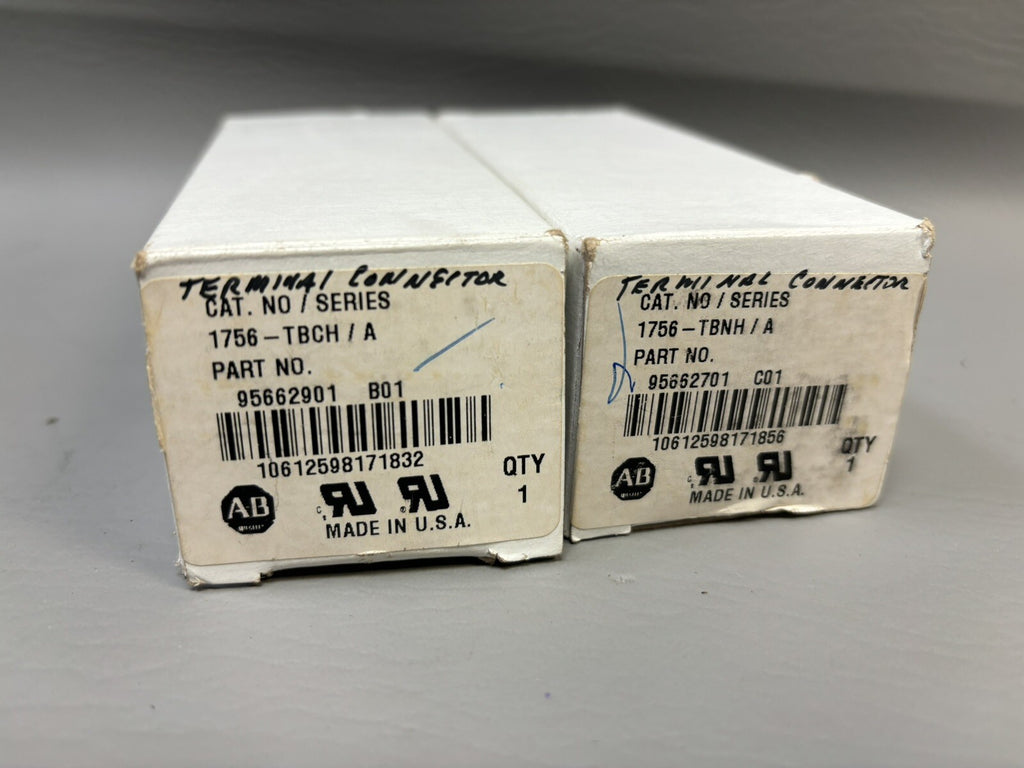 TERMINAL CONNECTOR
CAT. NO / SERIES
1756-TBCH / A
PART NO.
95662901 B01
10612598171832
QTY
1
AB
MADE IN U.S.A.
TERMINAL CONNECTOR
CAT. NO / SERIES
1756-TBNH / A
PART NO.
95662701 C01
10612598171856
QTY
1
AB
MADE IN U.S.A.